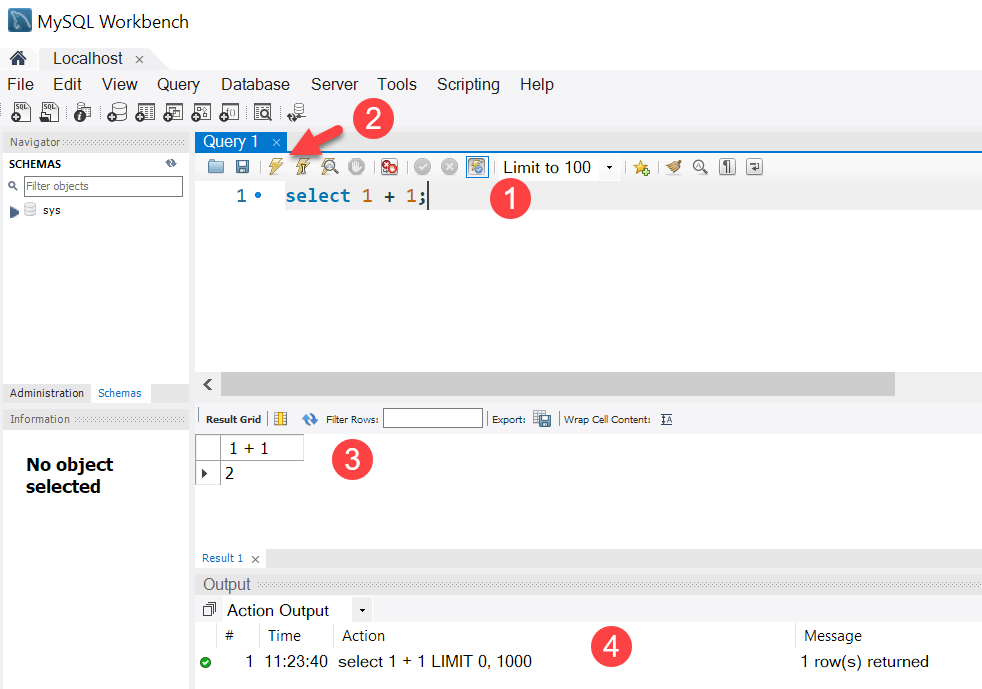 MySQL Workbench
Localhost ×
File Edit View Query Database Server Tools Scripting Help
2
Navigator
Query 1 ×
SCHEMAS
Limit to 100
Filter objects
1 select 1 + 1;
1
sys
Administration Schemas
Information
Result Grid Filter Rows: Export: Wrap Cell Content:
1 + 1
3
No object
selected
2
Result 1 ×
Output
Action Output
# Time Action Message
4
1 11:23:40 select 1 + 1 LIMIT 0, 1000 1 row(s) returned